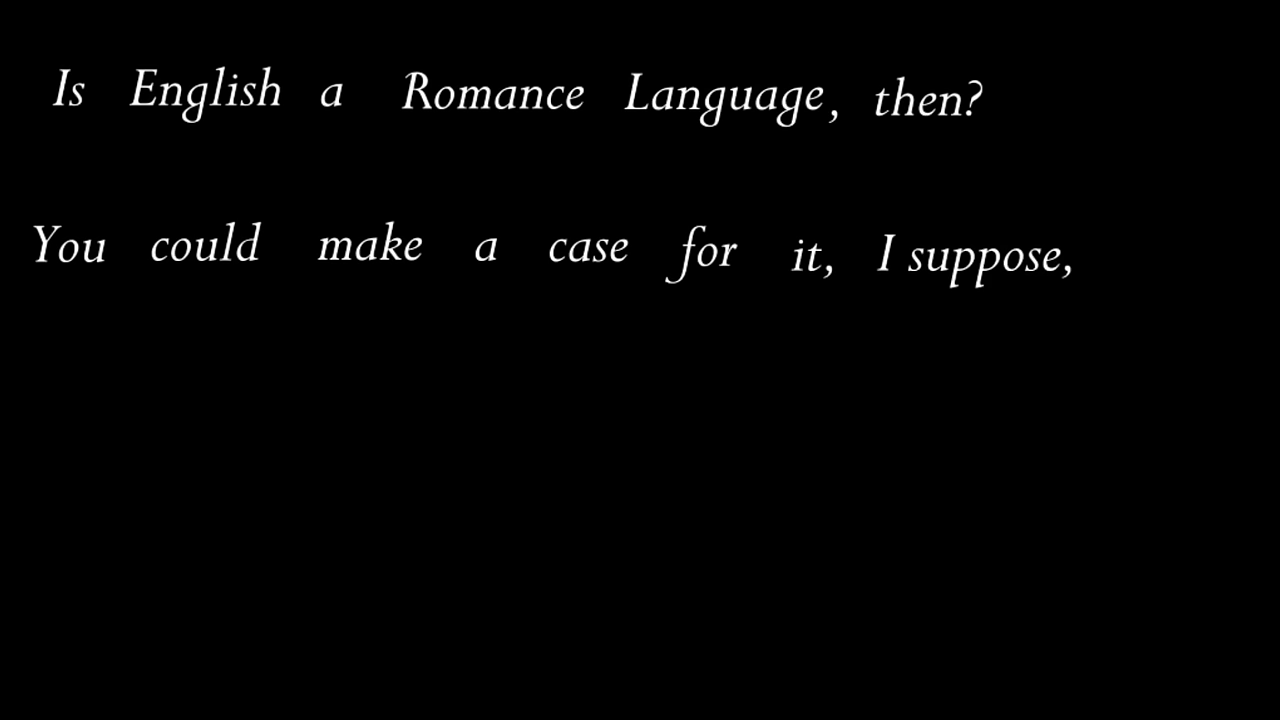 Is English a Romance Language, then?
You could make a case for it, I suppose,